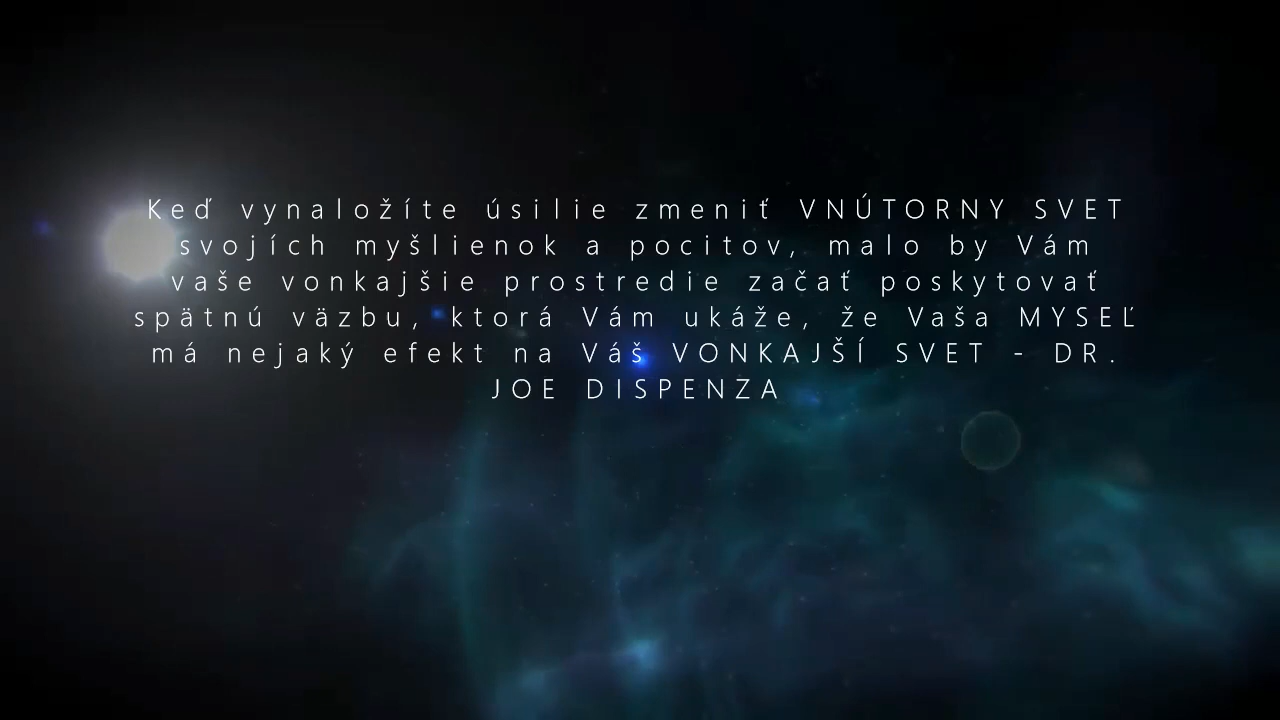 Keď vynaložíte úsilie zmeniť VNÚTORNY SVET
svojích myšlienok a pocitov, malo by Vám
vaše vonkajšie prostredie začať poskytovať
spätnú väzbu, ktorá Vám ukáže, že Vaša MYSEĽ
má nejaký efekt na Váš VONKAJŠÍ SVET - DR.
JOE DISPENZA